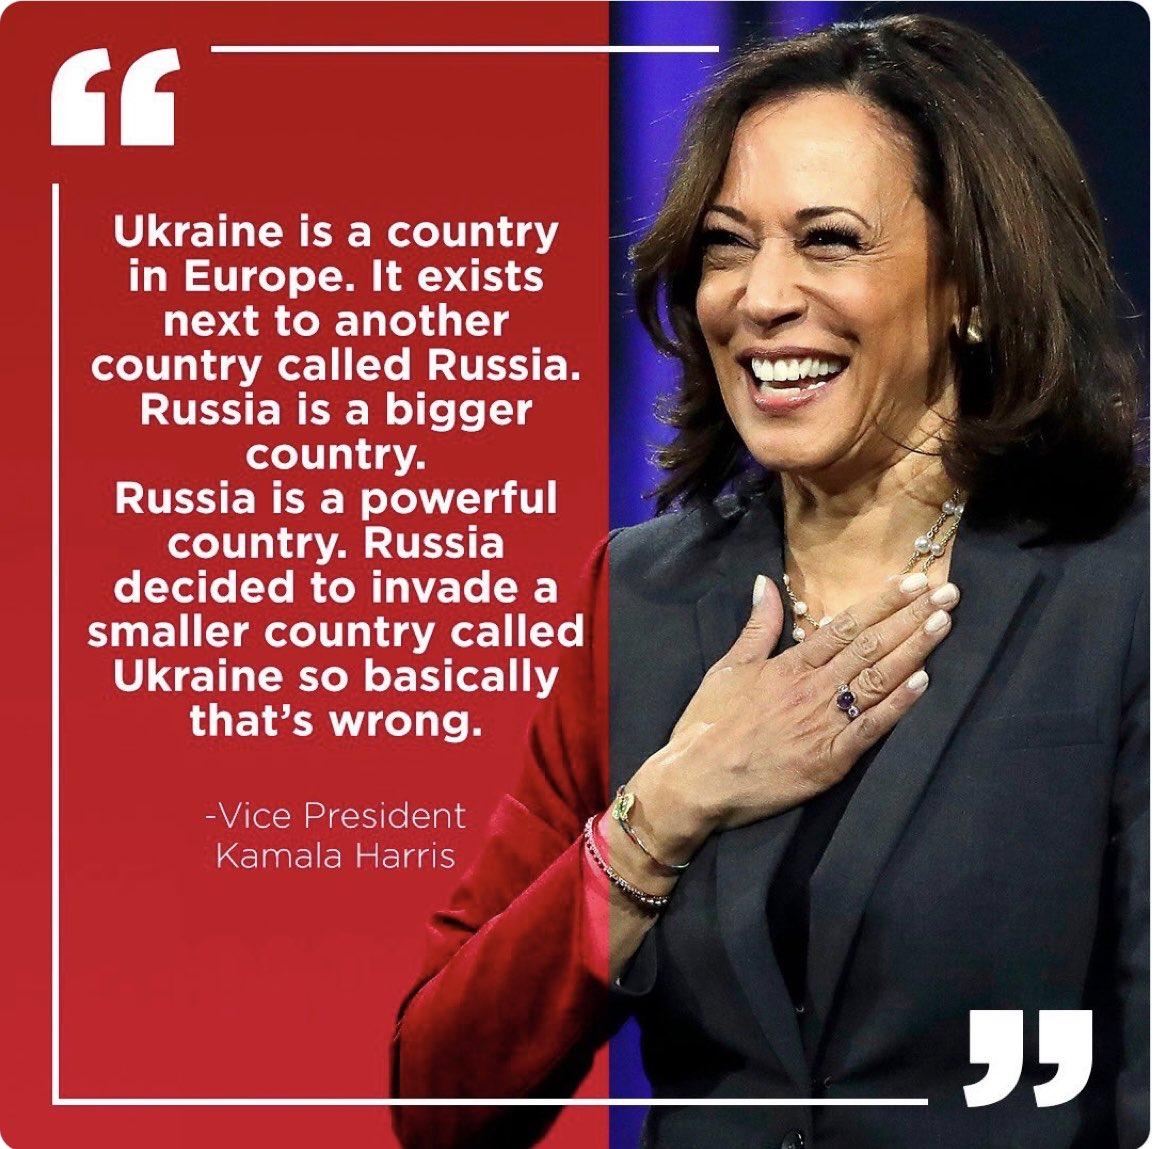 Ukraine is a country
in Europe. It exists
next to another
country called Russia.
Russia is a bigger
country.
Russia is a powerful
country. Russia
decided to invade a
smaller country called
Ukraine so basically
that’s wrong.
-Vice President
Kamala Harris